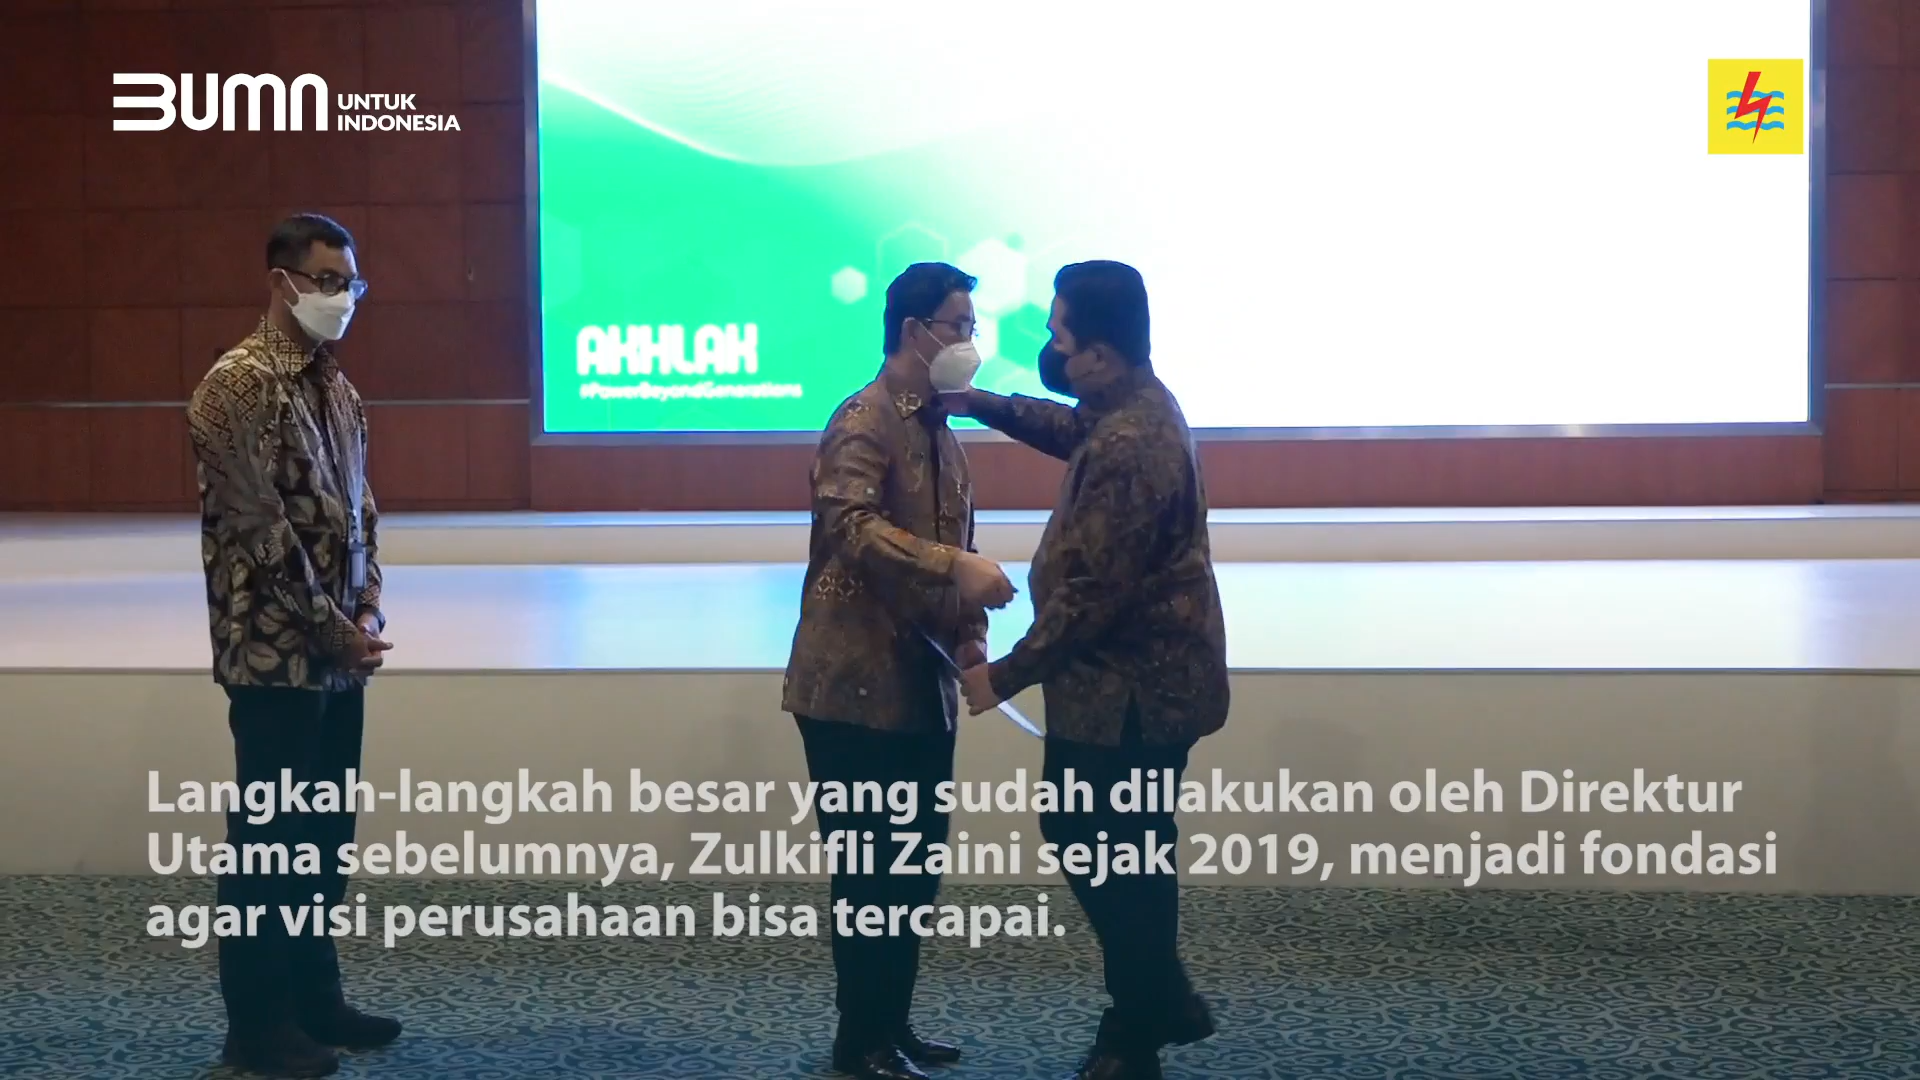 BUMN UNTUK
INDONESIA
AKHLAK
#PowerBeyondGenerations
Langkah-langkah besar yang sudah dilakukan oleh Direktur
Utama sebelumnya, Zulkifli Zaini sejak 2019, menjadi fondasi
agar visi perusahaan bisa tercapai.